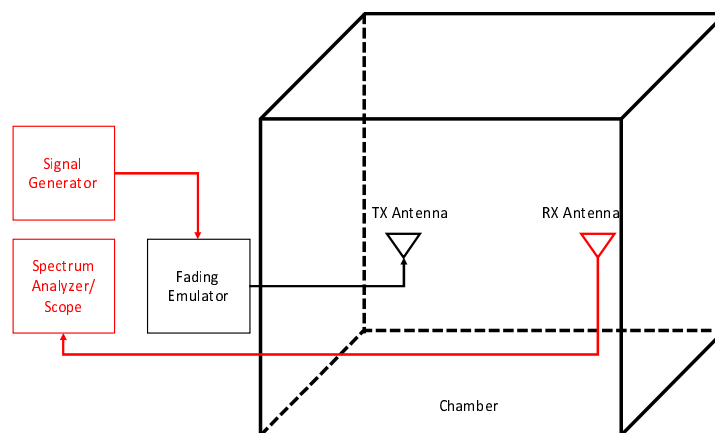 Signal
Generator
TX Antenna
RX Antenna
Spectrum
Analyzer/
Scope
Fading
Emulator
Chamber